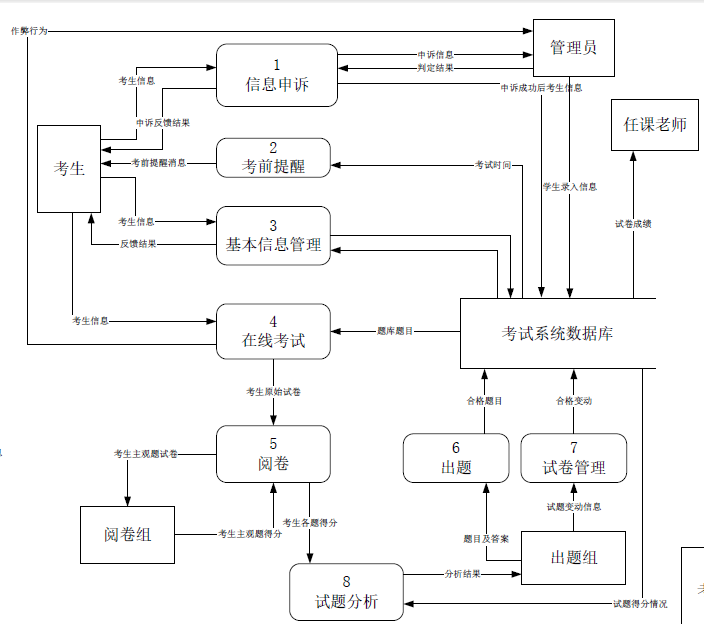 作弊行为
管理员
申诉信息
1
信息申诉
判定结果
考生信息
申诉成功后考生信息
任课老师
申诉反馈结果
考生
2
考前提醒
考前提醒消息
考试时间
学生录入信息
考生信息
3
基本信息管理
试卷成绩
反馈结果
考生信息
4
在线考试
题库题目
考试系统数据库
考生原始试卷
合格题目
合格变动
5
阅卷
6
出题
7
试卷管理
考生主观题试卷
试题变动信息
阅卷组
考生主观题得分
考生各题得分
题目及答案
出题组
8
试题分析
分析结果
试题得分情况